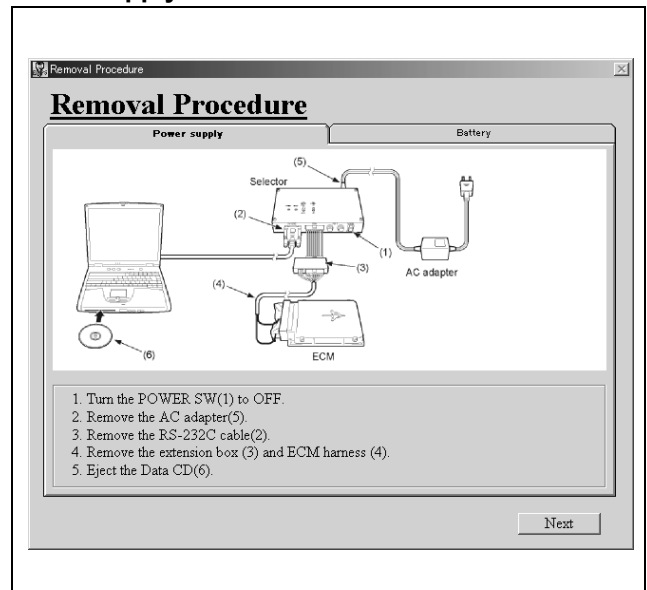 Removal Procedure
Removal Procedure
Power supply
Battery
(5)
Selector
(2)
(1)
(3)
AC adapter
(4)
(6)
ECM
1. Turn the POWER SW(1) to OFF.
2. Remove the AC adapter(5).
3. Remove the RS-232C cable(2).
4. Remove the extension box (3) and ECM harness (4).
5. Eject the Data CD(6).
Next